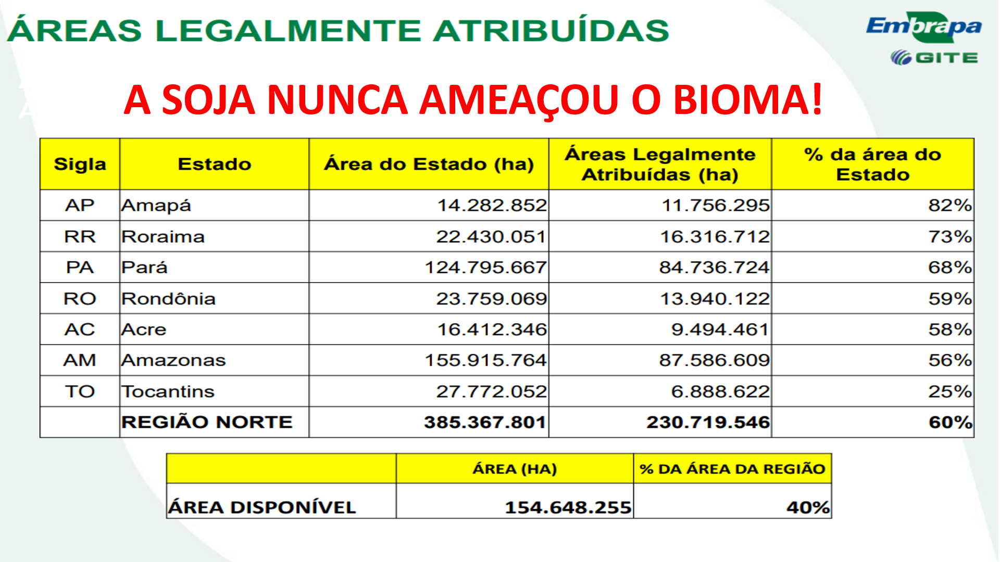 ÁREAS LEGALMENTE ATRIBUÍDAS
Embrapa
GITE
A SOJA NUNCA AMEAÇOU O BIOMA!
Sigla Estado Área do Estado (ha) Áreas Legalmente Atribuídas (ha) % da área do Estado
AP Amapá 14.282.852 11.756.295 82%
RR Roraima 22.430.051 16.316.712 73%
PA Pará 124.795.667 84.736.724 68%
RO Rondônia 23.759.069 13.940.122 59%
AC Acre 16.412.346 9.494.461 58%
AM Amazonas 155.915.764 87.586.609 56%
TO Tocantins 27.772.052 6.888.622 25%
REGIÃO NORTE 385.367.801 230.719.546 60%
ÁREA (HA) % DA ÁREA DA REGIÃO
ÁREA DISPONÍVEL 154.648.255 40%